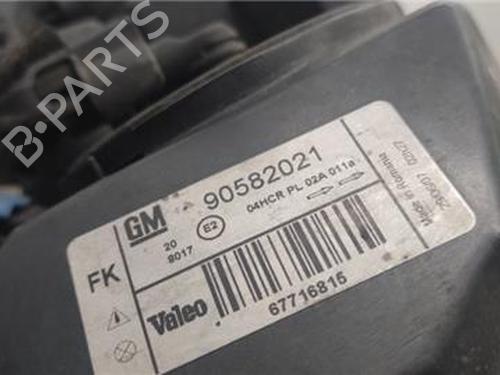 B-PARTS
GM 90582021
20 E2 04HCR PL 02A 011a
8017
FK
Valeo
67716815
Made in Romania